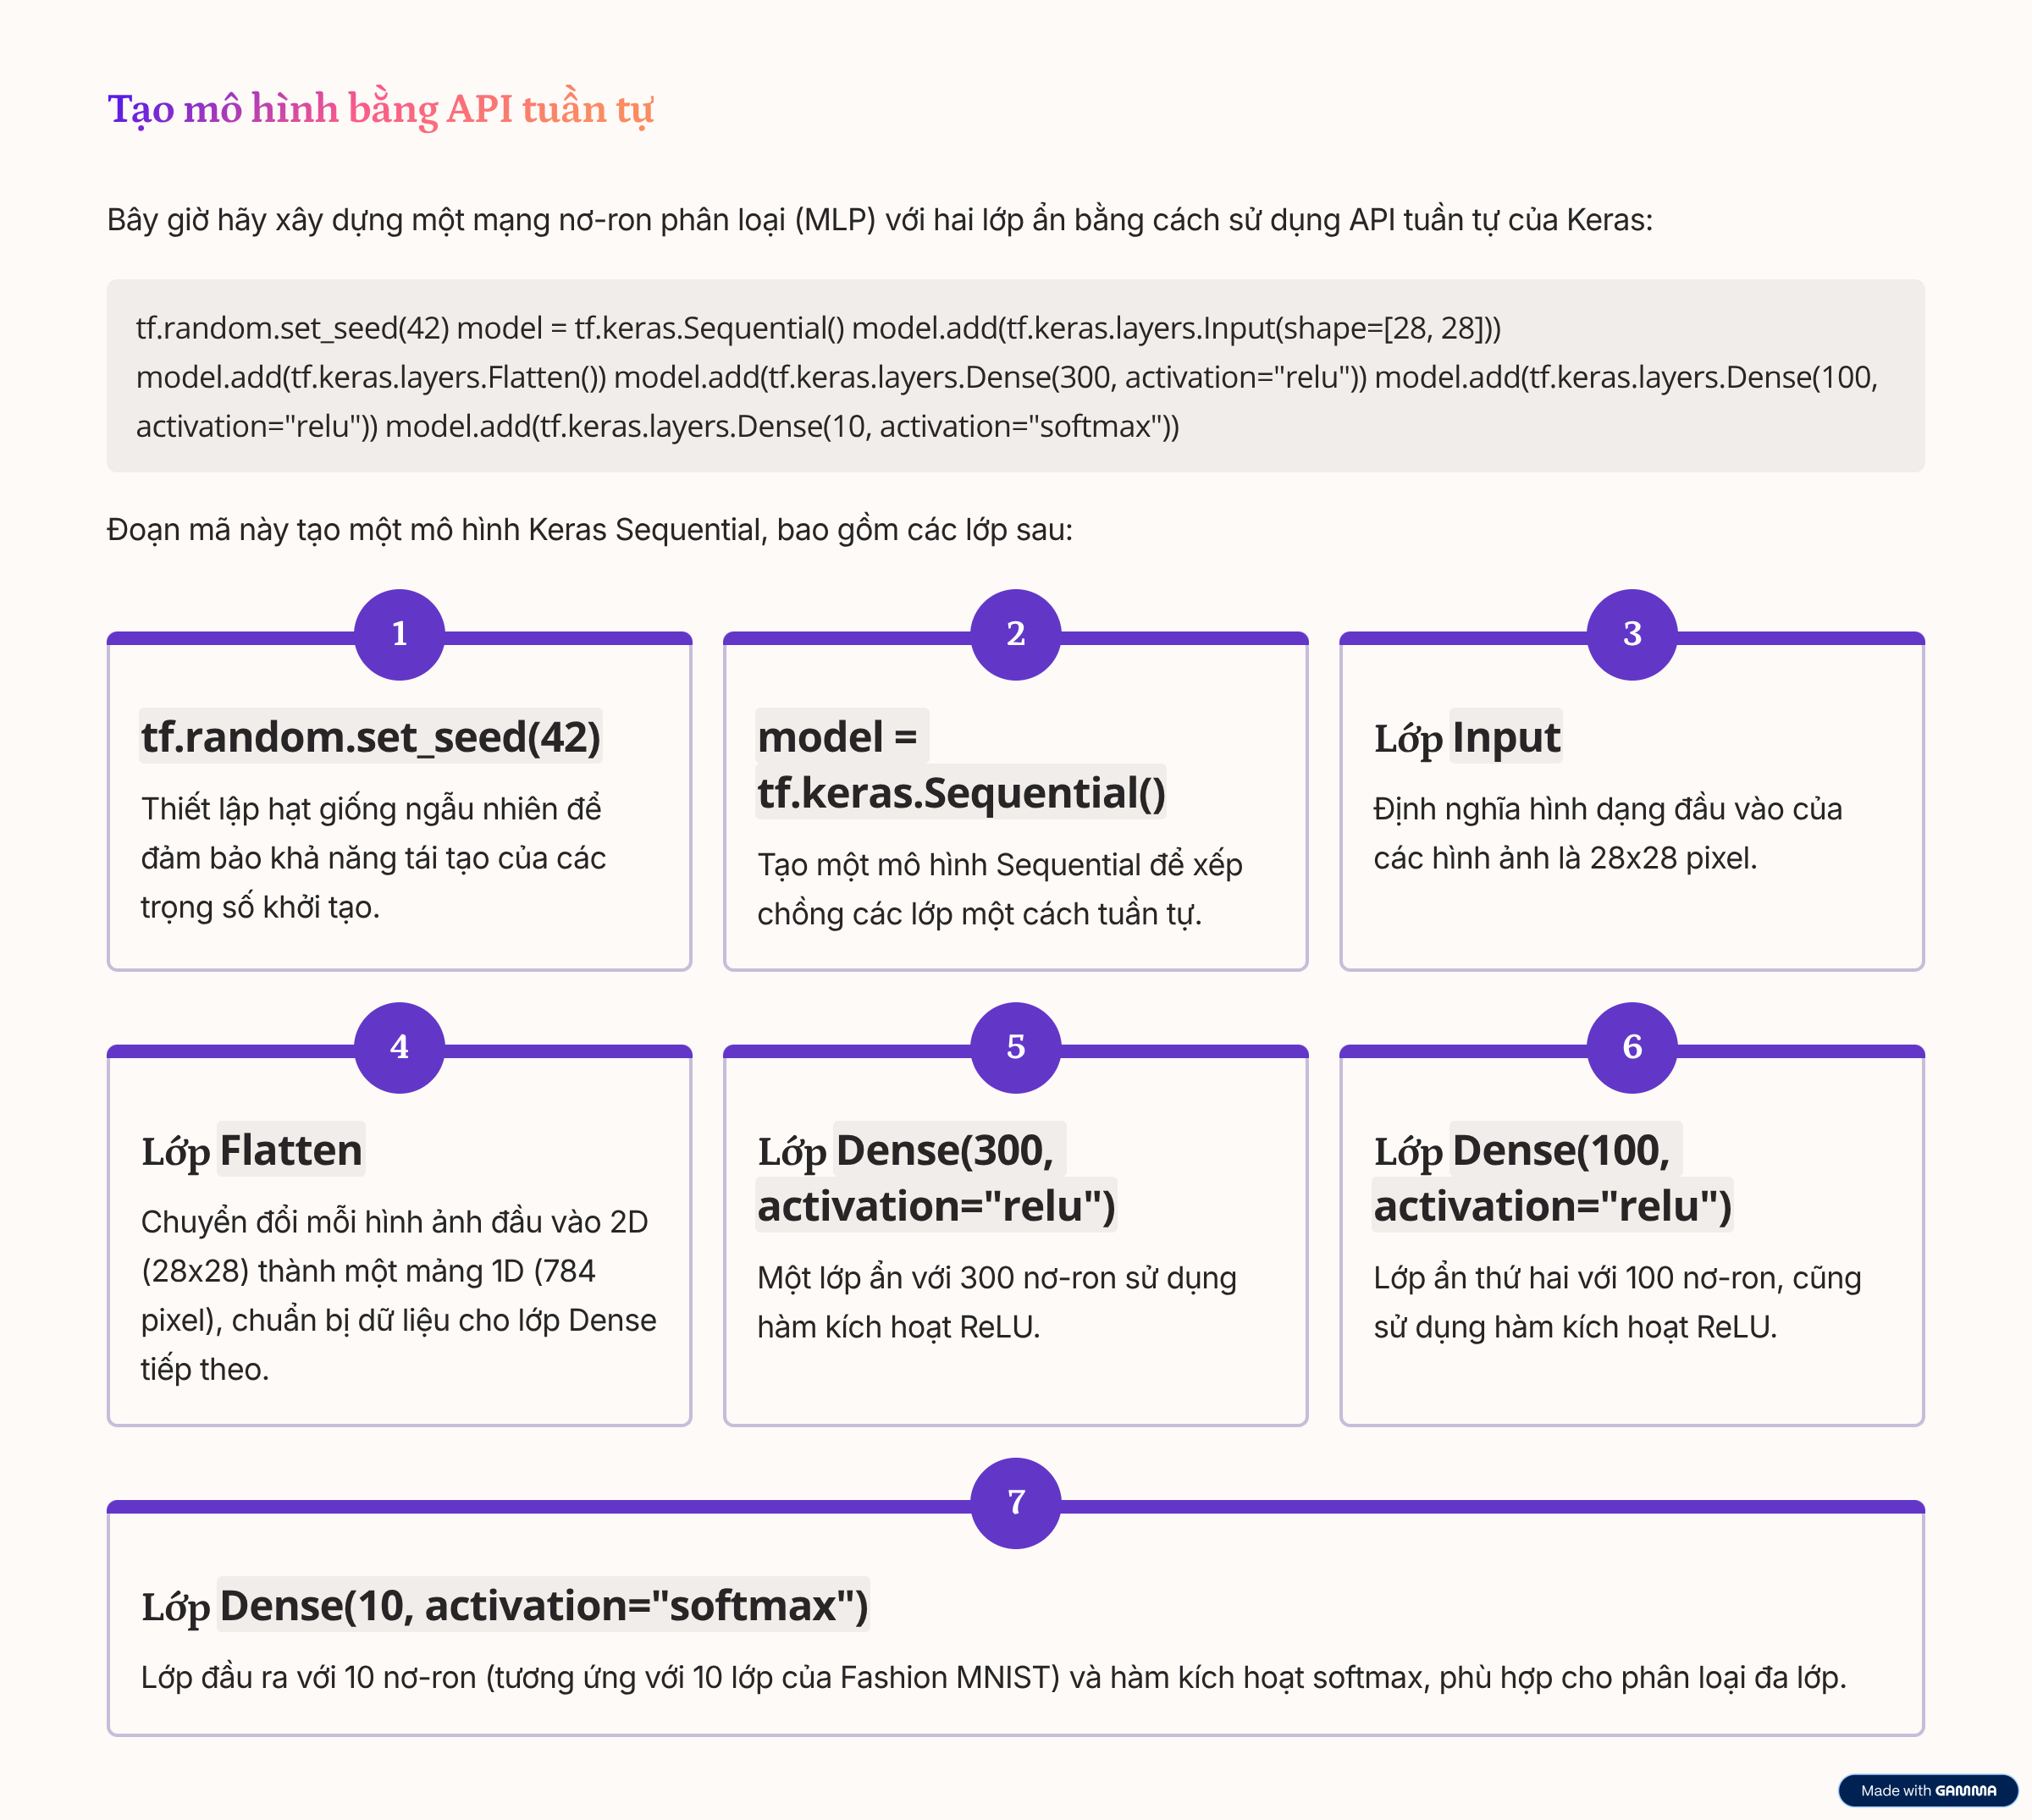 Tạo mô hình bằng API tuần tự
Bây giờ hãy xây dựng một mạng nơ-ron phân loại (MLP) với hai lớp ẩn bằng cách sử dụng API tuần tự của Keras:
tf.random.set_seed(42) model = tf.keras.Sequential() model.add(tf.keras.layers.Input(shape=[28, 28]))
model.add(tf.keras.layers.Flatten()) model.add(tf.keras.layers.Dense(300, activation="relu")) model.add(tf.keras.layers.Dense(100,
activation="relu")) model.add(tf.keras.layers.Dense(10, activation="softmax"))
Đoạn mã này tạo một mô hình Keras Sequential, bao gồm các lớp sau:
1
tf.random.set_seed(42)
Thiết lập hạt giống ngẫu nhiên để
đảm bảo khả năng tái tạo của các
trọng số khởi tạo.
2
model =
tf.keras.Sequential()
Tạo một mô hình Sequential để xếp
chồng các lớp một cách tuần tự.
3
Lớp Input
Định nghĩa hình dạng đầu vào của
các hình ảnh là 28x28 pixel.
4
Lớp Flatten
Chuyển đổi mỗi hình ảnh đầu vào 2D
(28x28) thành một mảng 1D (784
pixel), chuẩn bị dữ liệu cho lớp Dense
tiếp theo.
5
Lớp Dense(300,
activation="relu")
Một lớp ẩn với 300 nơ-ron sử dụng
hàm kích hoạt ReLU.
6
Lớp Dense(100,
activation="relu")
Lớp ẩn thứ hai với 100 nơ-ron, cũng
sử dụng hàm kích hoạt ReLU.
7
Lớp Dense(10, activation="softmax")
Lớp đầu ra với 10 nơ-ron (tương ứng với 10 lớp của Fashion MNIST) và hàm kích hoạt softmax, phù hợp cho phân loại đa lớp.
Made with GAMMA